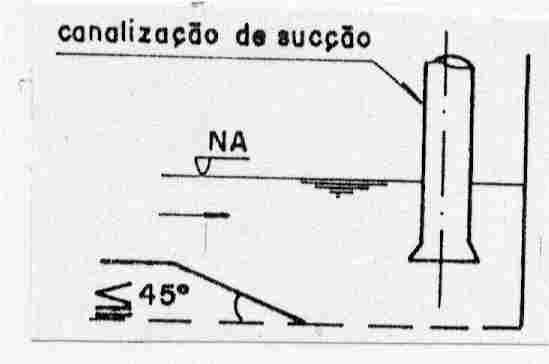 canalização de sucção
NA
≤ 45°